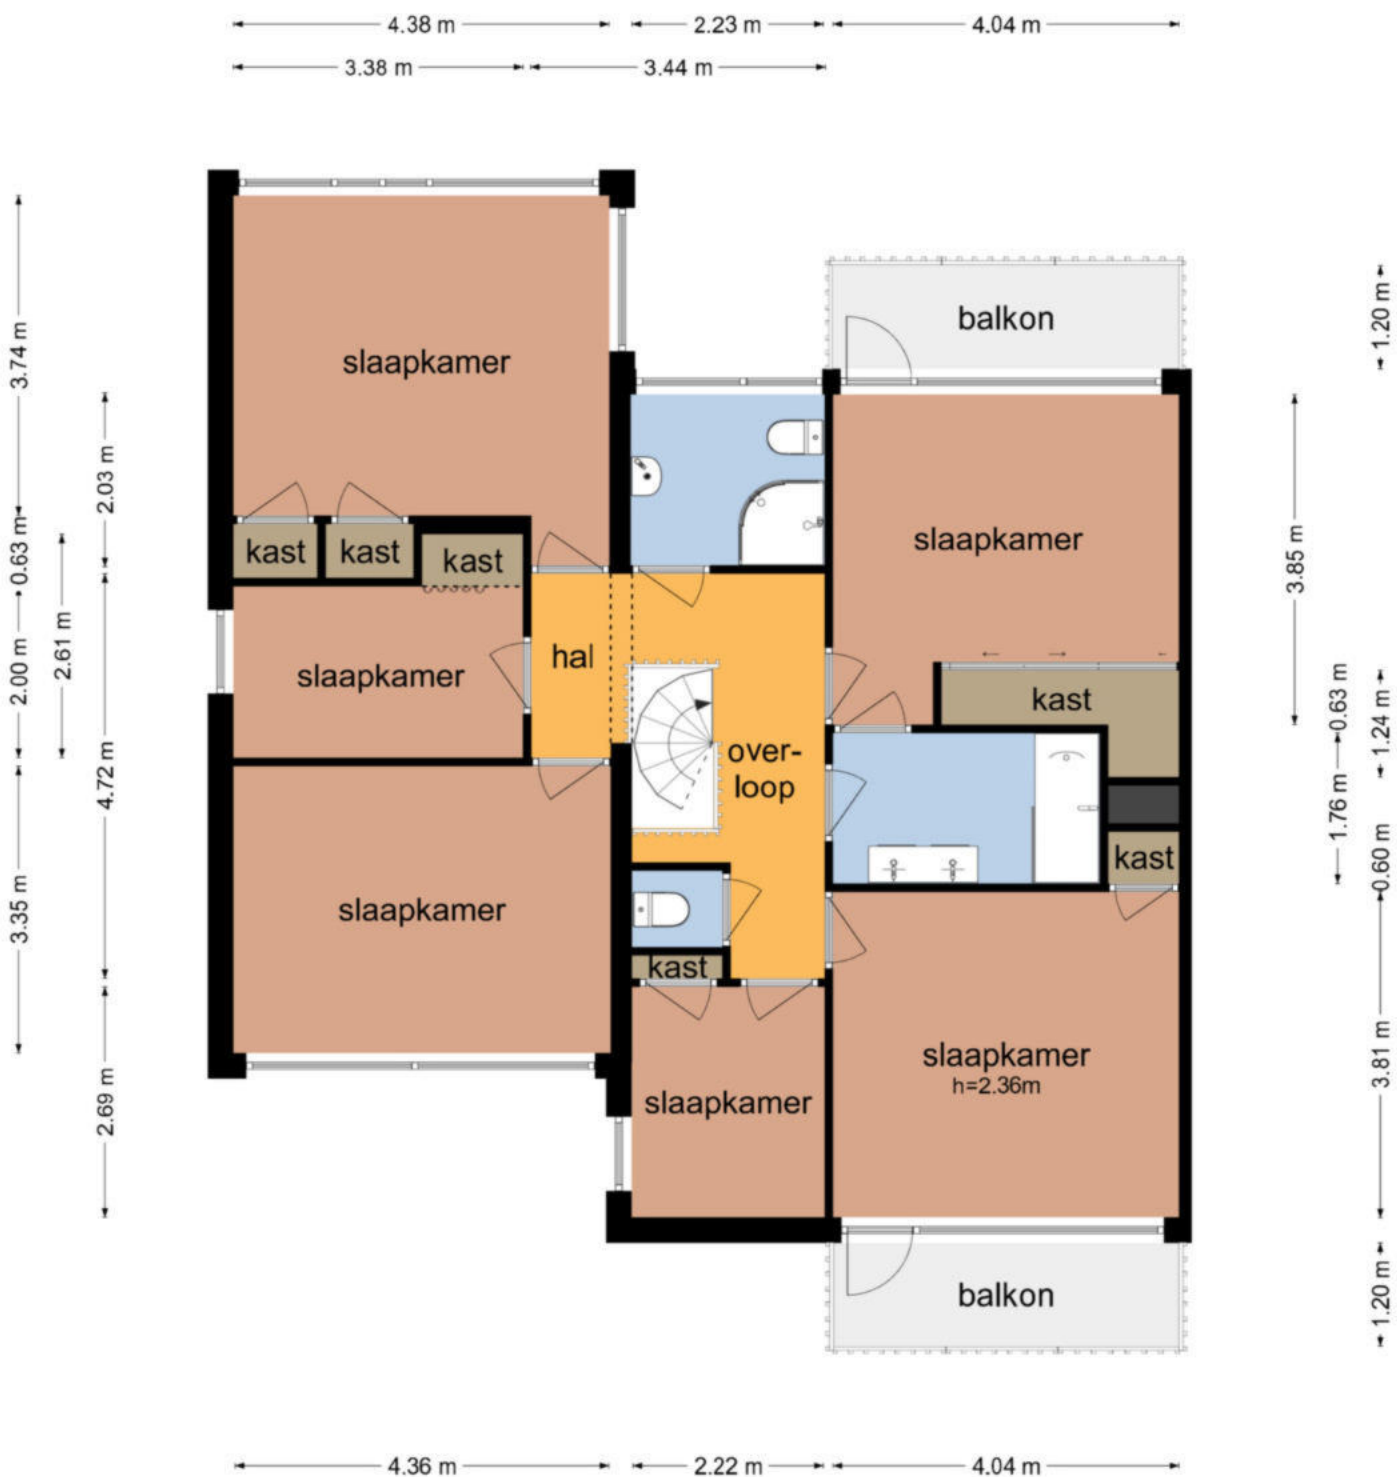 4.38 m
2.23 m
4.04 m
3.38 m
3.44 m
balkon
1.20 m
slaapkamer
3.74 m
2.03 m
slaapkamer
3.85 m
kast
kast
kast
0.63 m
2.00 m
2.61 m
hal
slaapkamer
kast
0.63 m
1.24 m
over-
loop
4.72 m
1.76 m
kast
0.60 m
slaapkamer
3.35 m
kast
slaapkamer
h=2.36m
3.81 m
slaapkamer
2.69 m
balkon
1.20 m
4.36 m
2.22 m
4.04 m